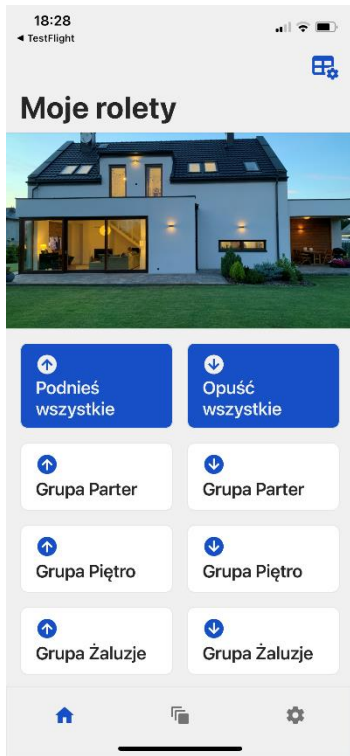 18:28
◀ TestFlight
Moje rolety
Podnieś
wszystkie
Opuść
wszystkie
Grupa Parter
Grupa Parter
Grupa Piętro
Grupa Piętro
Grupa Żaluzje
Grupa Żaluzje